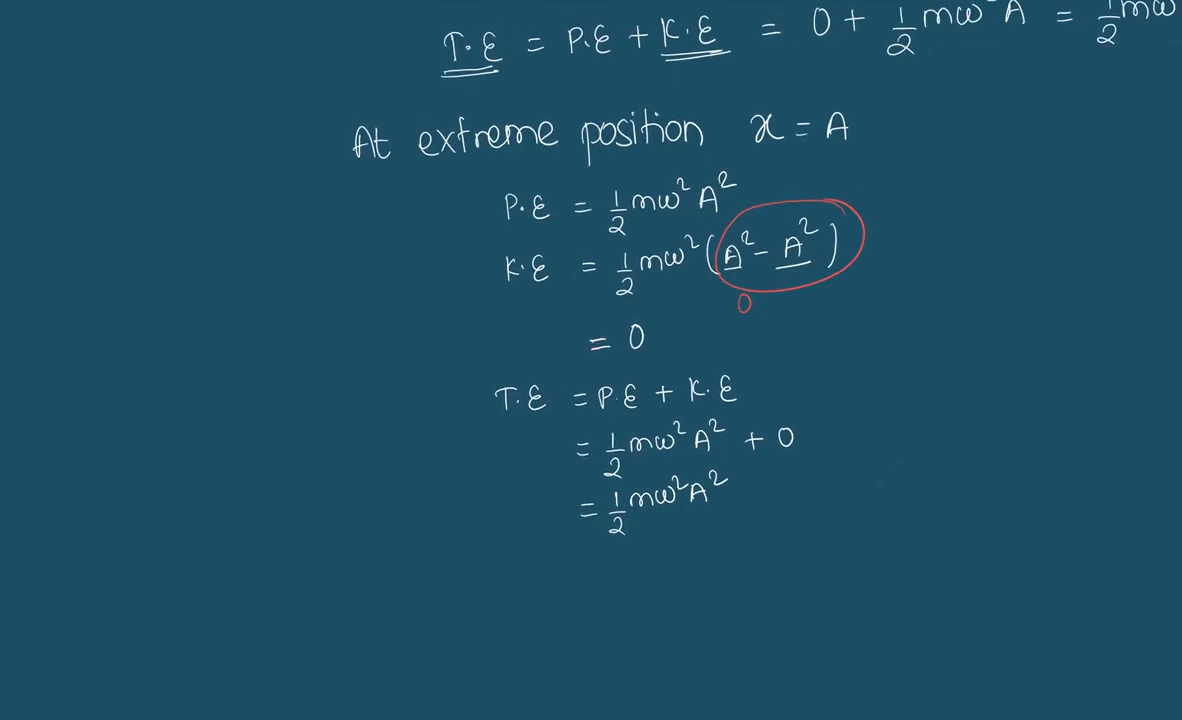 T.E = P.E + K.E = 0 + 1/2 mω² A = 1/2 mω
At extreme position x = A
P.E = 1/2 mω² A²
K.E = 1/2 mω² (A² - A²)
0
= 0
T.E = P.E + K.E
= 1/2 mω² A² + 0
= 1/2 mω² A²